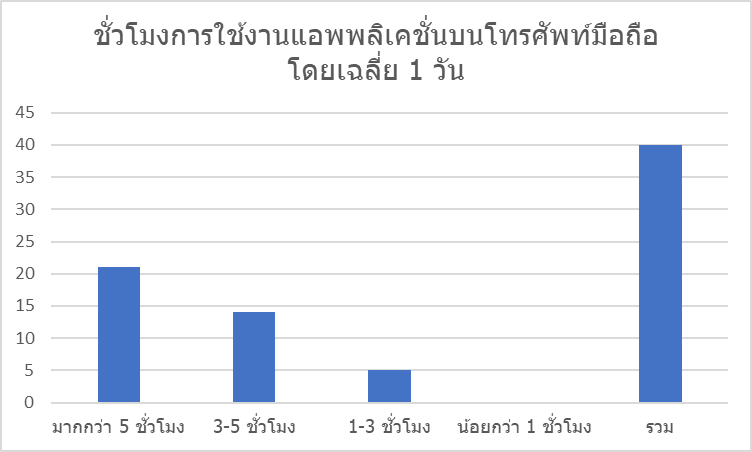 ชั่วโมงการใช้งานแอพพลิเคชั่นบนโทรศัพท์มือถือ
โดยเฉลี่ย 1 วัน
45
40
35
30
25
20
15
10
5
0
มากกว่า 5 ชั่วโมง
3-5 ชั่วโมง
1-3 ชั่วโมง
น้อยกว่า 1 ชั่วโมง
รวม